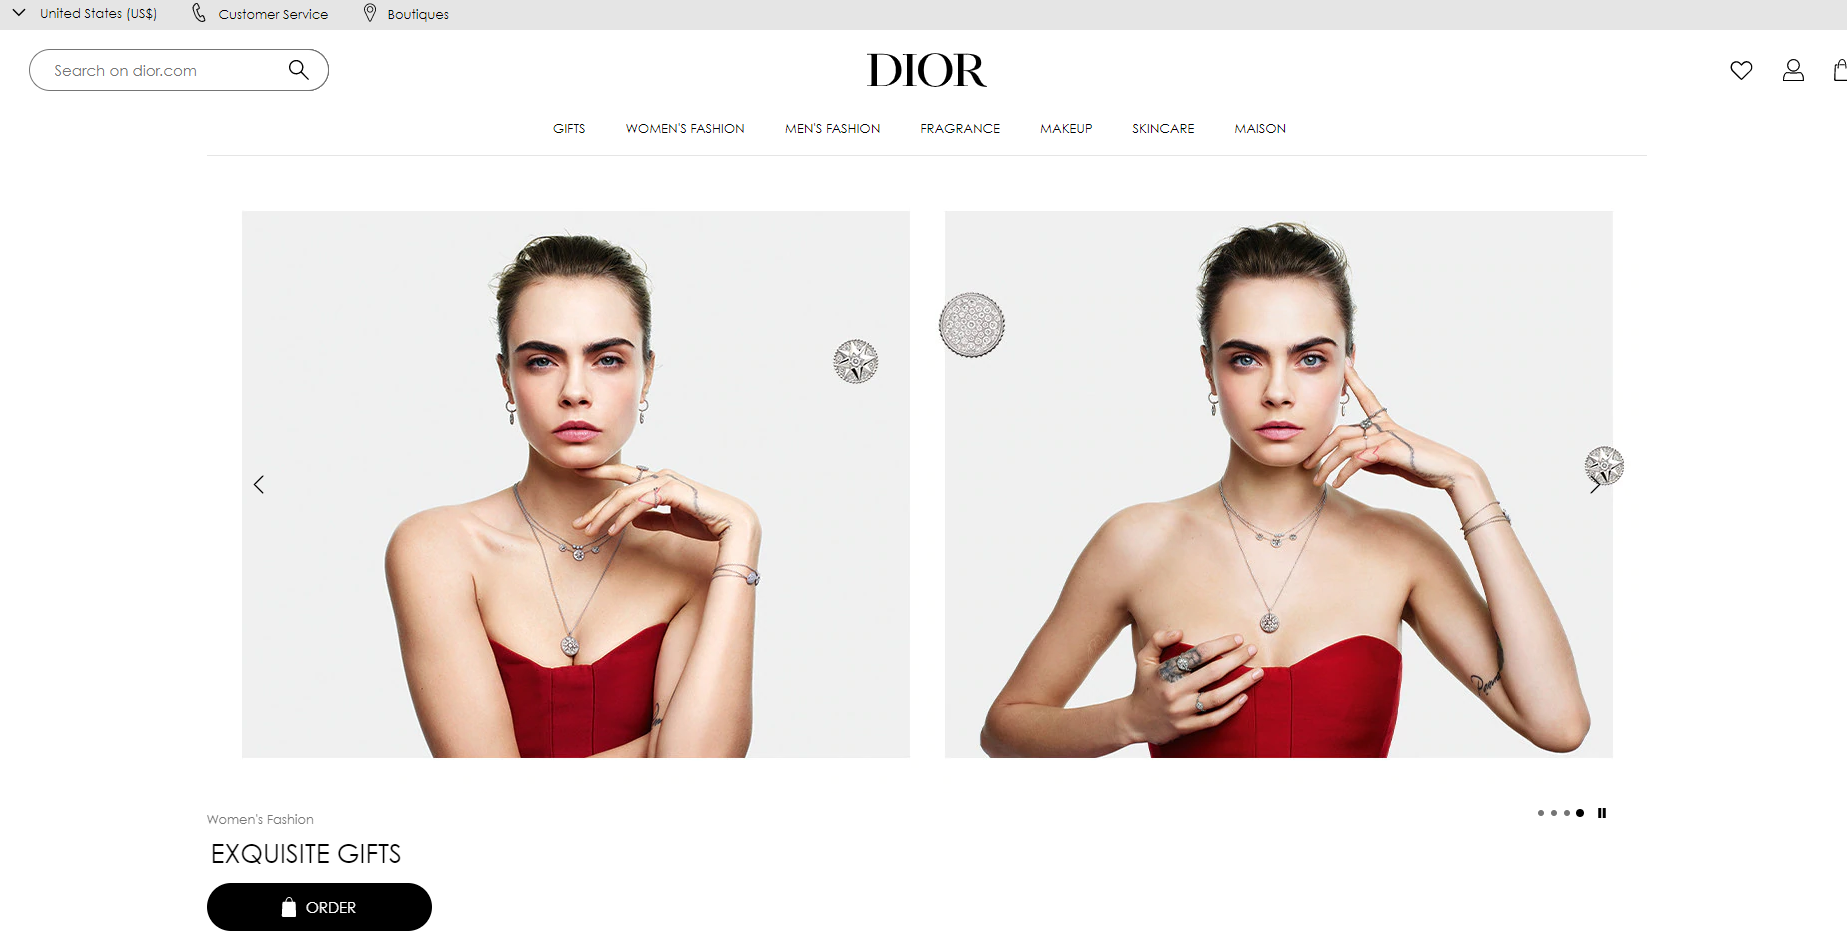 United States (US$) Customer Service Boutiques
Search on dior.com
DIOR
GIFTS WOMEN'S FASHION MEN'S FASHION FRAGRANCE MAKEUP SKINCARE MAISON
Women's Fashion
EXQUISITE GIFTS
ORDER